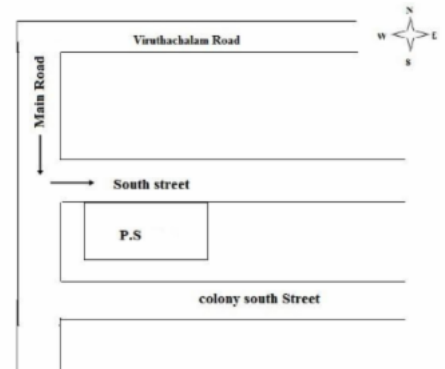 N
Viruthachalam Road
W E
S
Main Road
South street
P.S
colony south Street